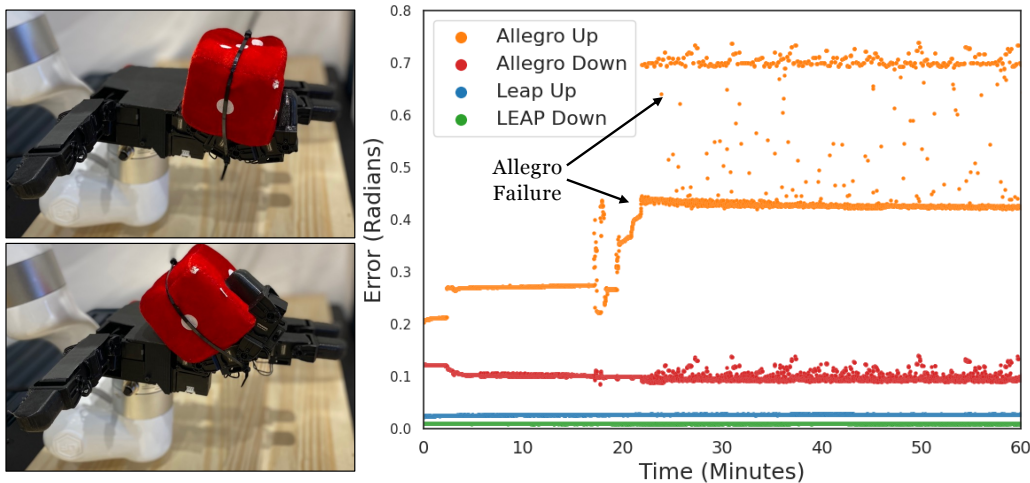 0.8
0.7
0.6
0.5
0.4
0.3
0.2
0.1
0.0
Error (Radians)
Allegro Up
Allegro Down
Leap Up
LEAP Down
Allegro
Failure
0 10 20 30 40 50 60
Time (Minutes)